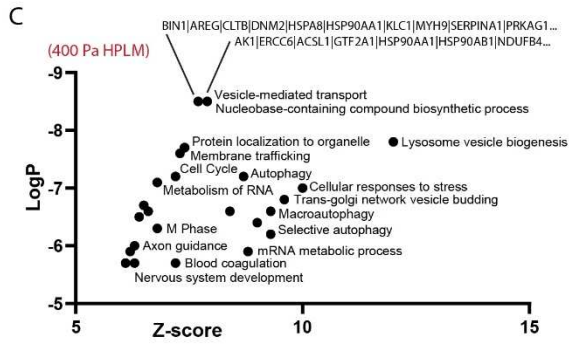 C
BIN1|AREG|CLTB|DNM2|HSPA8|HSP90AA1|KLC1|MYH9|SERPINA1|PRKAG1...
(400 Pa HPLM)
AK1|ERCC6|ACSL1|GTF2A1|HSP90AA1|HSP90AB1|NDUFB4...
-9
Vesicle-mediated transport
Nucleobase-containing compound biosynthetic process
-8
Protein localization to organelle
Lysosome vesicle biogenesis
Membrane trafficking
Cell Cycle
Autophagy
-7
Metabolism of RNA
Cellular responses to stress
Trans-golgi network vesicle budding
Macroautophagy
M Phase
Selective autophagy
-6
Axon guidance
mRNA metabolic process
Blood coagulation
Nervous system development
-5
LogP
5
10
15
Z-score